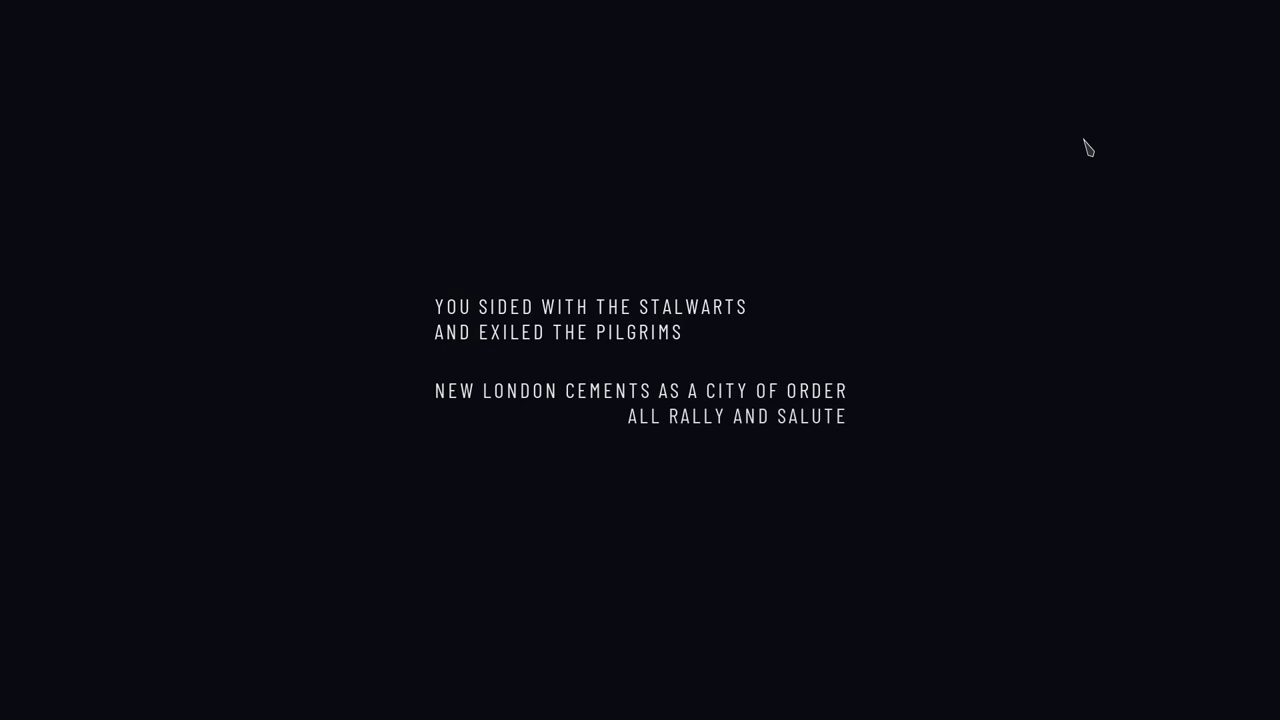 YOU SIDED WITH THE STALWARTS
AND EXILED THE PILGRIMS
NEW LONDON CEMENTS AS A CITY OF ORDER
ALL RALLY AND SALUTE